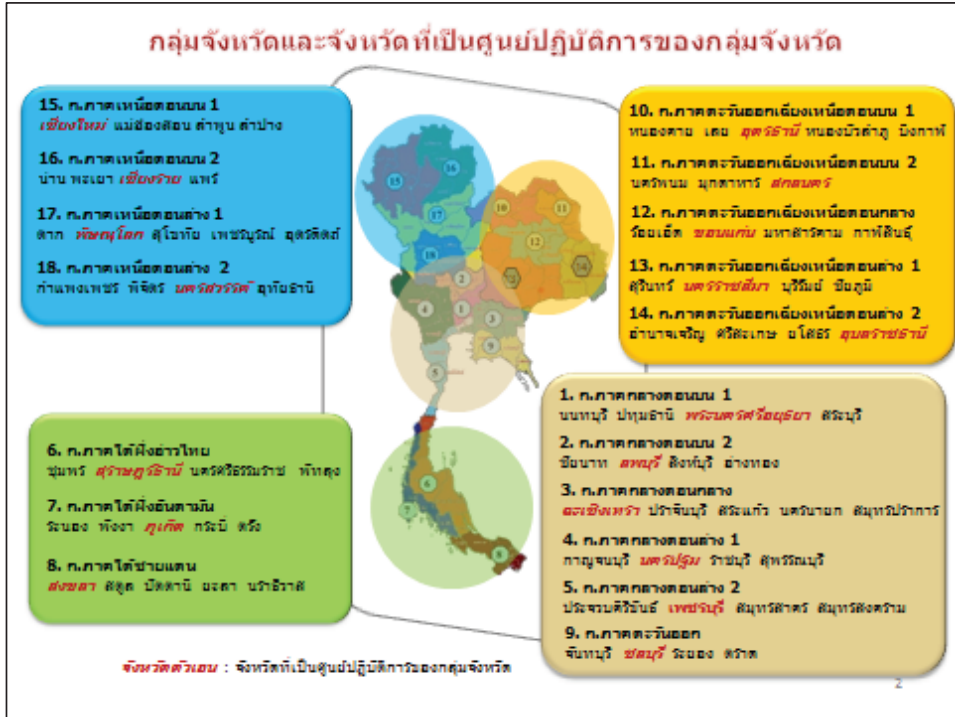 กลุ่มจังหวัดและจังหวัดที่เป็นศูนย์ปฏิบัติการของกลุ่มจังหวัด
15. ก.ภาคเหนือตอนบน 1
เชียงใหม่ แม่ฮ่องสอน ลำพูน ลำปาง
16. ก.ภาคเหนือตอนบน 2
น่าน พะเยา เชียงราย แพร่
17. ก.ภาคเหนือตอนล่าง 1
ตาก พิษณุโลก สุโขทัย เพชรบูรณ์ อุตรดิตถ์
18. ก.ภาคเหนือตอนล่าง 2
กำแพงเพชร พิจิตร นครสวรรค์ อุทัยธานี
10. ก.ภาคตะวันออกเฉียงเหนือตอนบน 1
หนองคาย เลย อุดรธานี หนองบัวลำภู บึงกาฬ
11. ก.ภาคตะวันออกเฉียงเหนือตอนบน 2
นครพนม มุกดาหาร สกลนคร
12. ก.ภาคตะวันออกเฉียงเหนือตอนกลาง
ร้อยเอ็ด ขอนแก่น มหาสารคาม กาฬสินธุ์
13. ก.ภาคตะวันออกเฉียงเหนือตอนล่าง 1
สุรินทร์ นครราชสีมา บุรีรัมย์ ชัยภูมิ
14. ก.ภาคตะวันออกเฉียงเหนือตอนล่าง 2
อำนาจเจริญ ศรีสะเกษ ยโสธร อุบลราชธานี
15
16
17
18
10
11
12
13
14
2
4
1
3
9
5
6
7
8
6. ก.ภาคใต้ฝั่งอ่าวไทย
ชุมพร สุราษฎร์ธานี นครศรีธรรมราช พัทลุง
7. ก.ภาคใต้ฝั่งอันดามัน
ระนอง พังงา ภูเก็ต กระบี่ ตรัง
8. ก.ภาคใต้ชายแดน
สงขลา สตูล ปัตตานี ยะลา นราธิวาส
1. ก.ภาคกลางตอนบน 1
นนทบุรี ปทุมธานี พระนครศรีอยุธยา สระบุรี
2. ก.ภาคกลางตอนบน 2
ชัยนาท ลพบุรี สิงห์บุรี อ่างทอง
3. ก.ภาคกลางตอนกลาง
ฉะเชิงเทรา ปราจีนบุรี สระแก้ว นครนายก สมุทรปราการ
4. ก.ภาคกลางตอนล่าง 1
กาญจนบุรี นครปฐม ราชบุรี สุพรรณบุรี
5. ก.ภาคกลางตอนล่าง 2
ประจวบคีรีขันธ์ เพชรบุรี สมุทรสาคร สมุทรสงคราม
9. ก.ภาคตะวันออก
จันทบุรี ชลบุรี ระยอง ตราด
จังหวัดตัวเอน : จังหวัดที่เป็นศูนย์ปฏิบัติการของกลุ่มจังหวัด
2